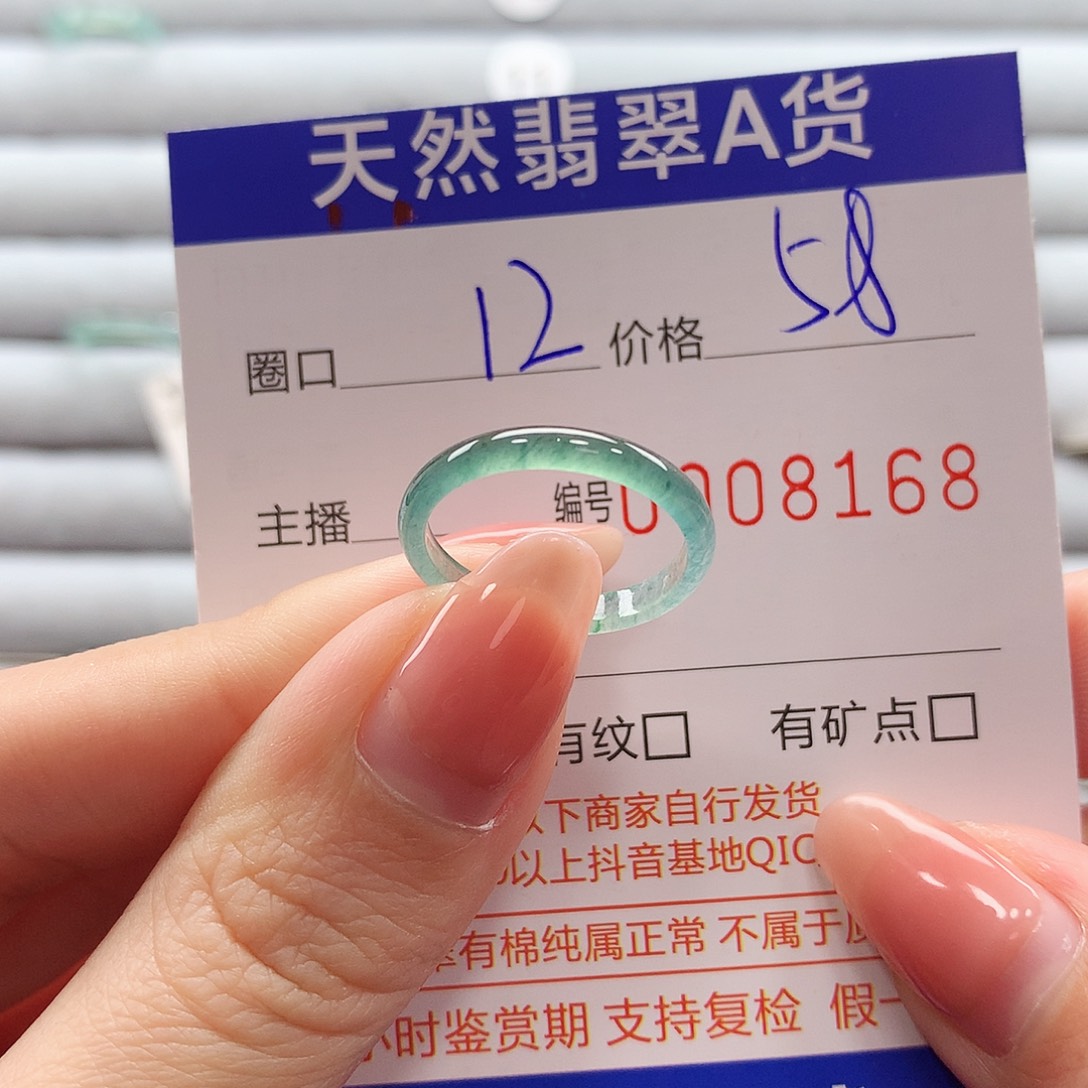 天然翡翠A货
圈口 12 价格 58
主播 编号 0008168
有纹□ 有矿点□
下商家自行发货
以上抖音基地QIC
有棉纯属正常 不属于
小时鉴赏期 支持复检 假一